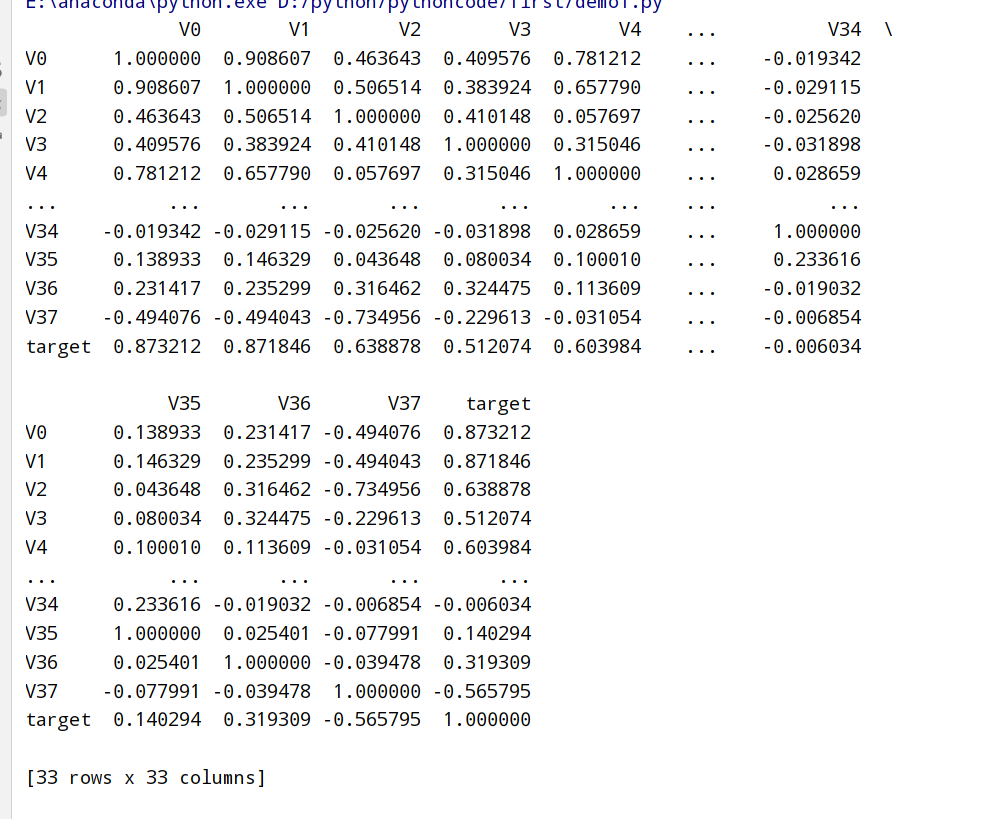 E:\anaconda\python.exe D:/python/pythoncode/first/demo1.py
V0 V1 V2 V3 V4 ... V34 \
V0 1.000000 0.908607 0.463643 0.409576 0.781212 ... -0.019342
V1 0.908607 1.000000 0.506514 0.383924 0.657790 ... -0.029115
V2 0.463643 0.506514 1.000000 0.410148 0.057697 ... -0.025620
V3 0.409576 0.383924 0.410148 1.000000 0.315046 ... -0.031898
V4 0.781212 0.657790 0.057697 0.315046 1.000000 ... 0.028659
... ... ... ... ... ... ... ...
V34 -0.019342 -0.029115 -0.025620 -0.031898 0.028659 ... 1.000000
V35 0.138933 0.146329 0.043648 0.080034 0.100010 ... 0.233616
V36 0.231417 0.235299 0.316462 0.324475 0.113609 ... -0.019032
V37 -0.494076 -0.494043 -0.734956 -0.229613 -0.031054 ... -0.006854
target 0.873212 0.871846 0.638878 0.512074 0.603984 ... -0.006034
V35 V36 V37 target
V0 0.138933 0.231417 -0.494076 0.873212
V1 0.146329 0.235299 -0.494043 0.871846
V2 0.043648 0.316462 -0.734956 0.638878
V3 0.080034 0.324475 -0.229613 0.512074
V4 0.100010 0.113609 -0.031054 0.603984
... ... ... ... ...
V34 0.233616 -0.019032 -0.006854 -0.006034
V35 1.000000 0.025401 -0.077991 0.140294
V36 0.025401 1.000000 -0.039478 0.319309
V37 -0.077991 -0.039478 1.000000 -0.565795
target 0.140294 0.319309 -0.565795 1.000000
[33 rows x 33 columns]